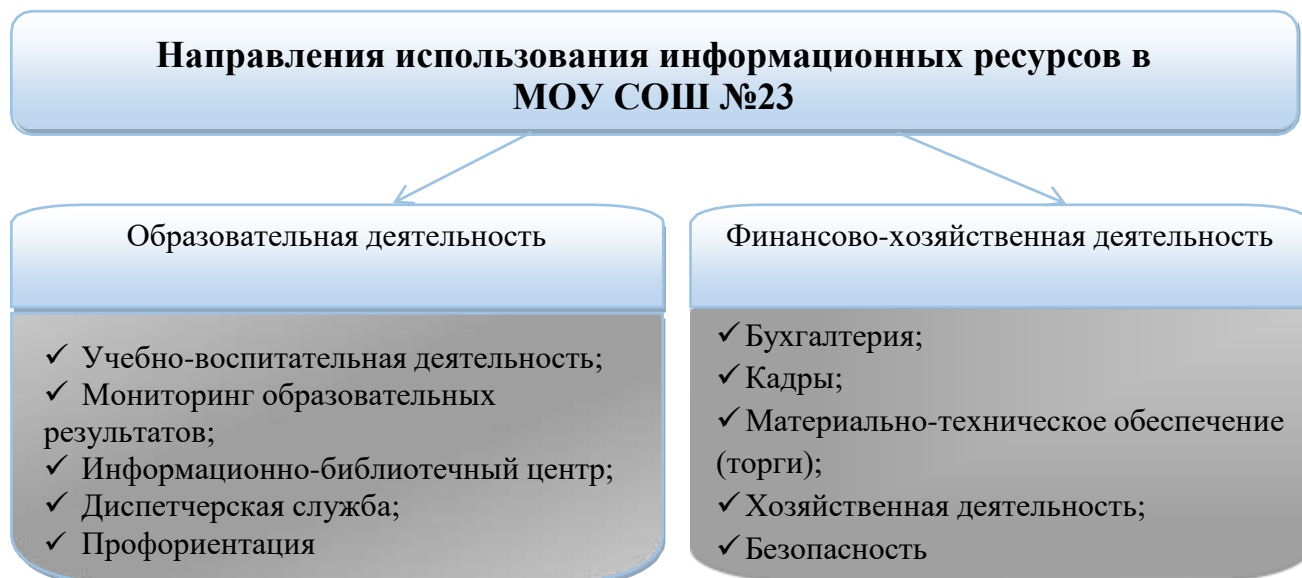 Направления использования информационных ресурсов в
МОУ СОШ №23
Образовательная деятельность
✓ Учебно-воспитательная деятельность;
✓ Мониторинг образовательных
результатов;
✓ Информационно-библиотечный центр;
✓ Диспетчерская служба;
✓ Профориентация
Финансово-хозяйственная деятельность
✓ Бухгалтерия;
✓ Кадры;
✓ Материально-техническое обеспечение
(торги);
✓ Хозяйственная деятельность;
✓ Безопасность